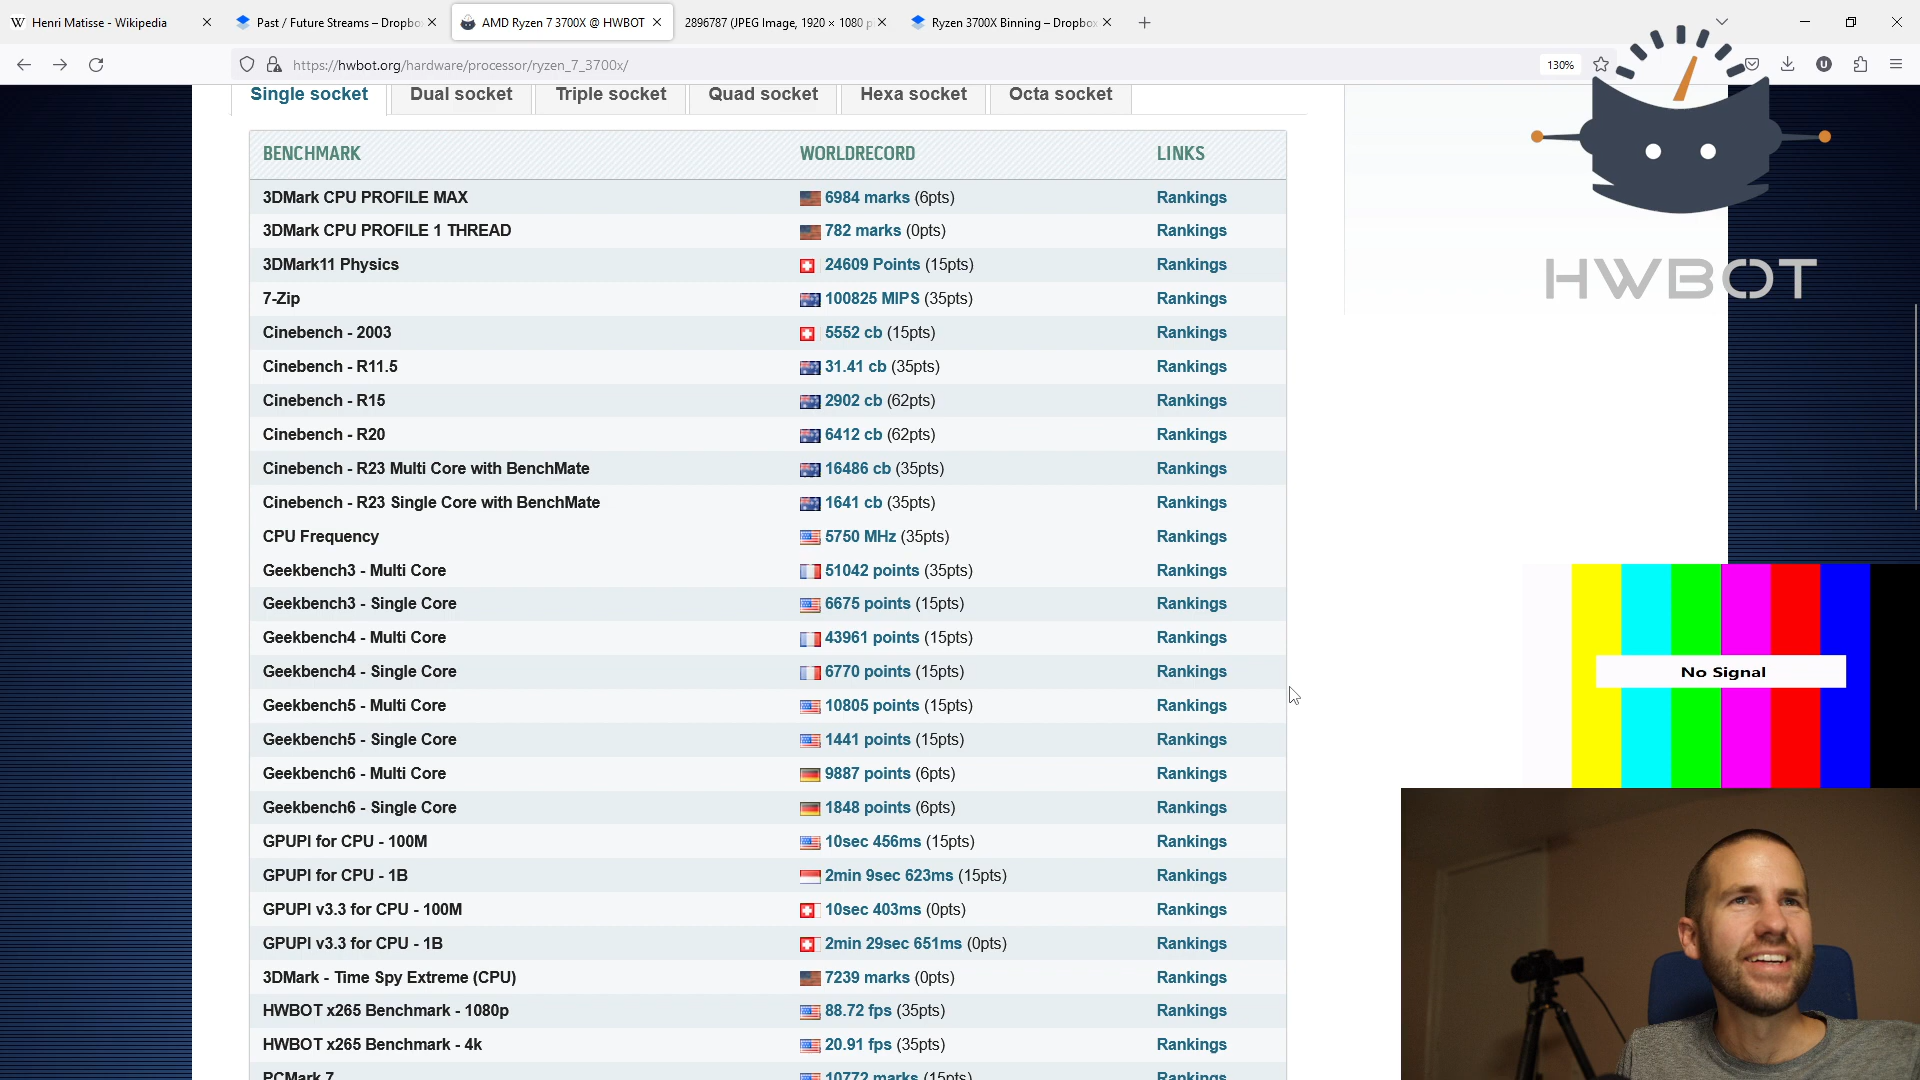 Henri Matisse - Wikipedia
Past / Future Streams – Dropbo
AMD Ryzen 7 3700X @ HWBOT
2896787 (JPEG Image, 1920 × 1080 p
Ryzen 3700X Binning – Dropbox
https://hwbot.org/hardware/processor/ryzen_7_3700x/
130%
Single socket
Dual socket
Triple socket
Quad socket
Hexa socket
Octa socket
HWBOT
BENCHMARK WORLDRECORD LINKS
3DMark CPU PROFILE MAX 6984 marks (6pts) Rankings
3DMark CPU PROFILE 1 THREAD 782 marks (0pts) Rankings
3DMark11 Physics 24609 Points (15pts) Rankings
7-Zip 100825 MIPS (35pts) Rankings
Cinebench - 2003 5552 cb (15pts) Rankings
Cinebench - R11.5 31.41 cb (35pts) Rankings
Cinebench - R15 2902 cb (62pts) Rankings
Cinebench - R20 6412 cb (62pts) Rankings
Cinebench - R23 Multi Core with BenchMate 16486 cb (35pts) Rankings
Cinebench - R23 Single Core with BenchMate 1641 cb (35pts) Rankings
CPU Frequency 5750 MHz (35pts) Rankings
Geekbench3 - Multi Core 51042 points (35pts) Rankings
Geekbench3 - Single Core 6675 points (15pts) Rankings
Geekbench4 - Multi Core 43961 points (15pts) Rankings
Geekbench4 - Single Core 6770 points (15pts) Rankings
Geekbench5 - Multi Core 10805 points (15pts) Rankings
Geekbench5 - Single Core 1441 points (15pts) Rankings
Geekbench6 - Multi Core 9887 points (6pts) Rankings
Geekbench6 - Single Core 1848 points (6pts) Rankings
GPUPI for CPU - 100M 10sec 456ms (15pts) Rankings
GPUPI for CPU - 1B 2min 9sec 623ms (15pts) Rankings
GPUPI v3.3 for CPU - 100M 10sec 403ms (0pts) Rankings
GPUPI v3.3 for CPU - 1B 2min 29sec 651ms (0pts) Rankings
3DMark - Time Spy Extreme (CPU) 7239 marks (0pts) Rankings
HWBOT x265 Benchmark - 1080p 88.72 fps (35pts) Rankings
HWBOT x265 Benchmark - 4k 20.91 fps (35pts) Rankings
PCMark 7 10772 marks (15pts) Rankings
No Signal